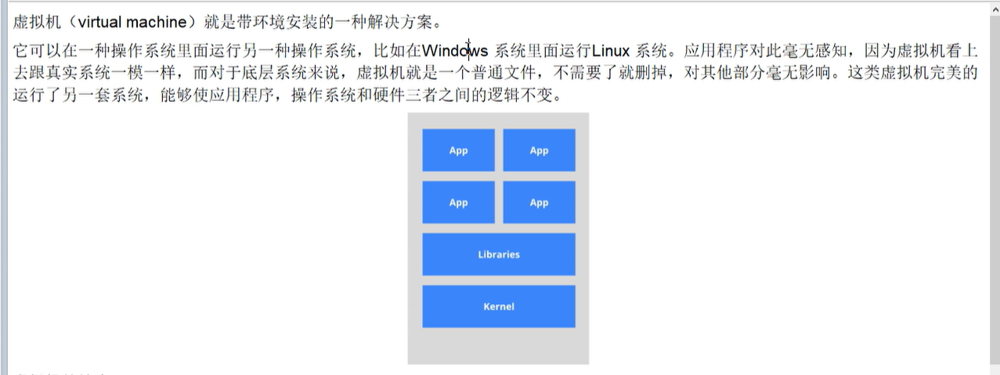 虚拟机（virtual machine）就是带环境安装的一种解决方案。
它可以在一种操作系统里面运行另一种操作系统，比如在Windows 系统里面运行Linux 系统。应用程序对此毫无感知，因为虚拟机看上
去跟真实系统一模一样，而对于底层系统来说，虚拟机就是一个普通文件，不需要了就删掉，对其他部分毫无影响。这类虚拟机完美的
运行了另一套系统，能够使应用程序，操作系统和硬件三者之间的逻辑不变。
App App
App App
Libraries
Kernel